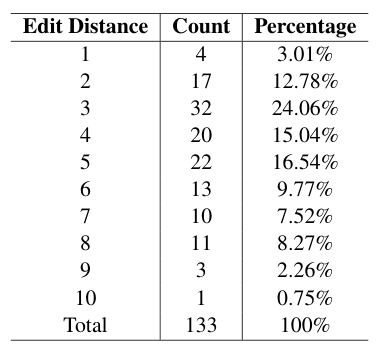 Edit Distance Count Percentage
1 4 3.01%
2 17 12.78%
3 32 24.06%
4 20 15.04%
5 22 16.54%
6 13 9.77%
7 10 7.52%
8 11 8.27%
9 3 2.26%
10 1 0.75%
Total 133 100%